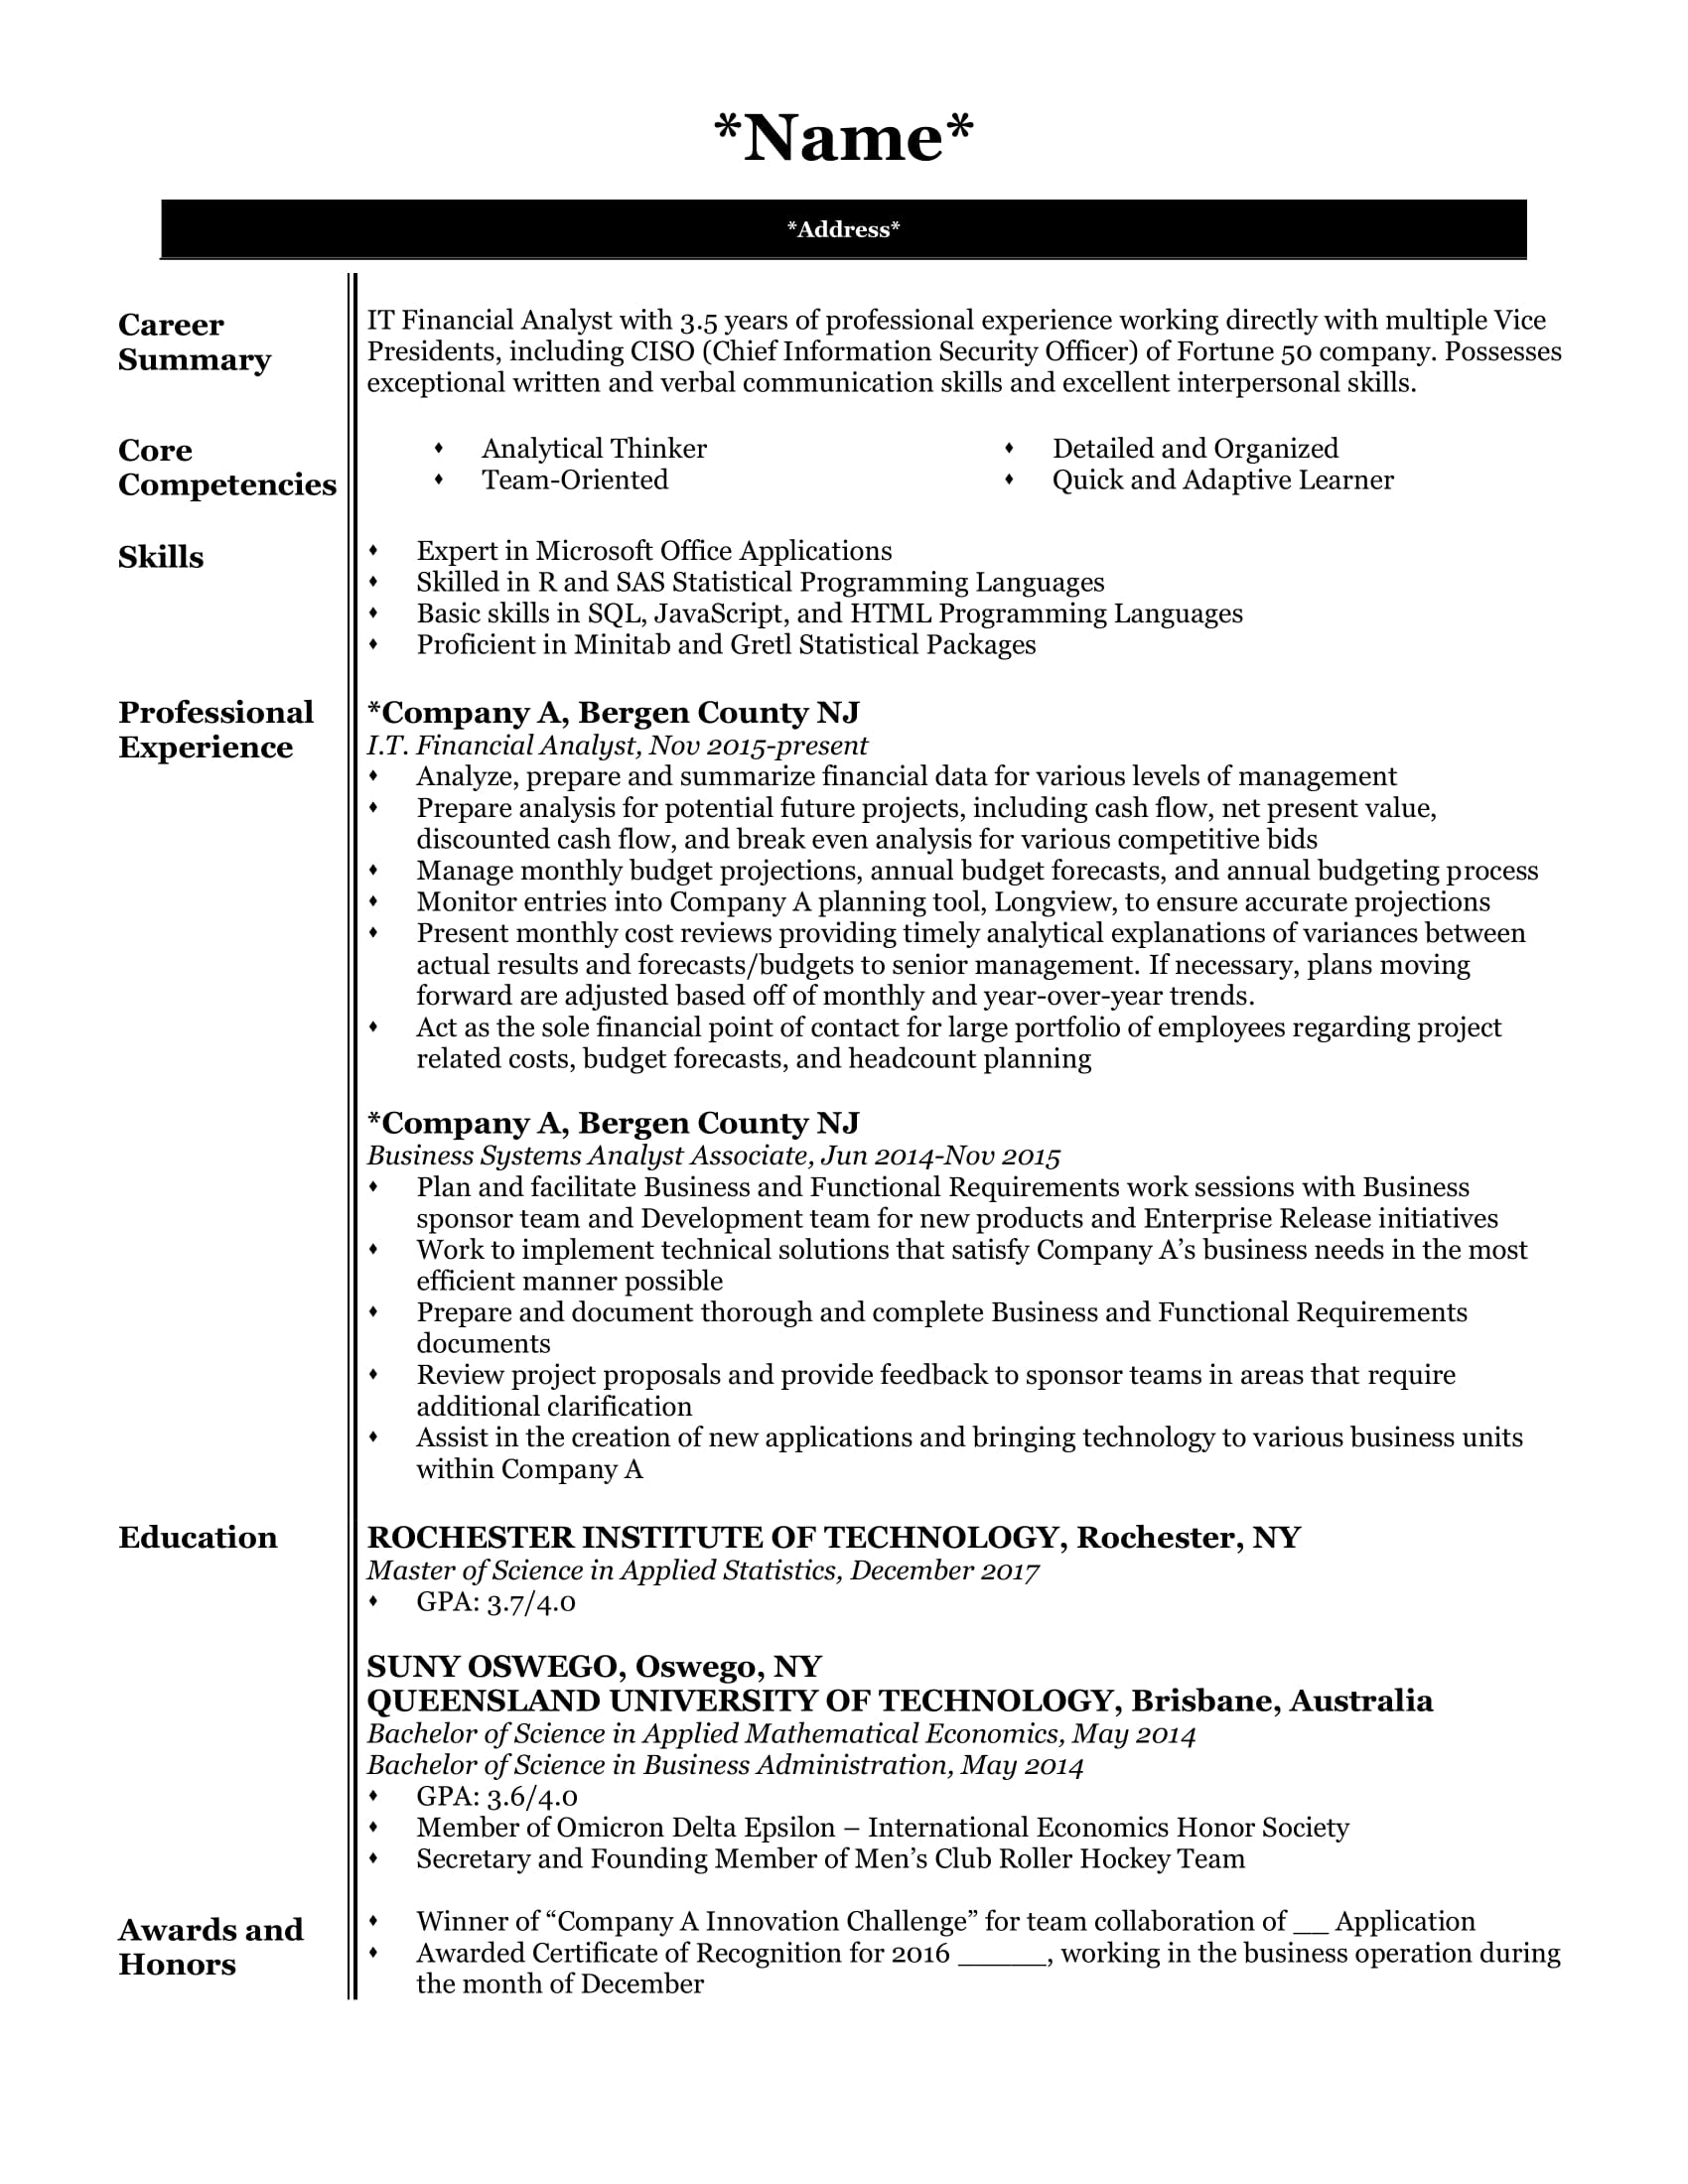 *Name*
*Address*
Career
Summary
IT Financial Analyst with 3.5 years of professional experience working directly with multiple Vice
Presidents, including CISO (Chief Information Security Officer) of Fortune 50 company. Possesses
exceptional written and verbal communication skills and excellent interpersonal skills.
Core
Competencies
♦ Analytical Thinker
♦ Team-Oriented
♦ Detailed and Organized
♦ Quick and Adaptive Learner
Skills
♦ Expert in Microsoft Office Applications
♦ Skilled in R and SAS Statistical Programming Languages
♦ Basic skills in SQL, JavaScript, and HTML Programming Languages
♦ Proficient in Minitab and Gretl Statistical Packages
Professional
Experience
*Company A, Bergen County NJ
I.T. Financial Analyst, Nov 2015-present
♦ Analyze, prepare and summarize financial data for various levels of management
♦ Prepare analysis for potential future projects, including cash flow, net present value,
discounted cash flow, and break even analysis for various competitive bids
♦ Manage monthly budget projections, annual budget forecasts, and annual budgeting process
♦ Monitor entries into Company A planning tool, Longview, to ensure accurate projections
♦ Present monthly cost reviews providing timely analytical explanations of variances between
actual results and forecasts/budgets to senior management. If necessary, plans moving
forward are adjusted based off of monthly and year-over-year trends.
♦ Act as the sole financial point of contact for large portfolio of employees regarding project
related costs, budget forecasts, and headcount planning
*Company A, Bergen County NJ
Business Systems Analyst Associate, Jun 2014-Nov 2015
♦ Plan and facilitate Business and Functional Requirements work sessions with Business
sponsor team and Development team for new products and Enterprise Release initiatives
♦ Work to implement technical solutions that satisfy Company A’s business needs in the most
efficient manner possible
♦ Prepare and document thorough and complete Business and Functional Requirements
documents
♦ Review project proposals and provide feedback to sponsor teams in areas that require
additional clarification
♦ Assist in the creation of new applications and bringing technology to various business units
within Company A
Education
ROCHESTER INSTITUTE OF TECHNOLOGY, Rochester, NY
Master of Science in Applied Statistics, December 2017
♦ GPA: 3.7/4.0
SUNY OSWEGO, Oswego, NY
QUEENSLAND UNIVERSITY OF TECHNOLOGY, Brisbane, Australia
Bachelor of Science in Applied Mathematical Economics, May 2014
Bachelor of Science in Business Administration, May 2014
♦ GPA: 3.6/4.0
♦ Member of Omicron Delta Epsilon – International Economics Honor Society
♦ Secretary and Founding Member of Men’s Club Roller Hockey Team
Awards and
Honors
♦ Winner of “Company A Innovation Challenge” for team collaboration of __ Application
♦ Awarded Certificate of Recognition for 2016 _____, working in the business operation during
the month of December